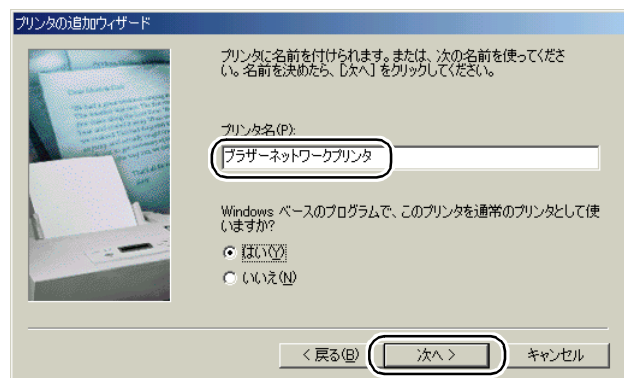 プリンタの追加ウィザード
プリンタに名前を付けられます。または、次の名前を使ってくださ
い。名前を決めたら、[次へ] をクリックしてください。
プリンタ名(P):
ブラザーネットワークプリンタ
Windows ベースのプログラムで、このプリンタを通常のプリンタとして使
いますか?
はい(Y)
いいえ(N)
< 戻る(B)
次へ >
キャンセル